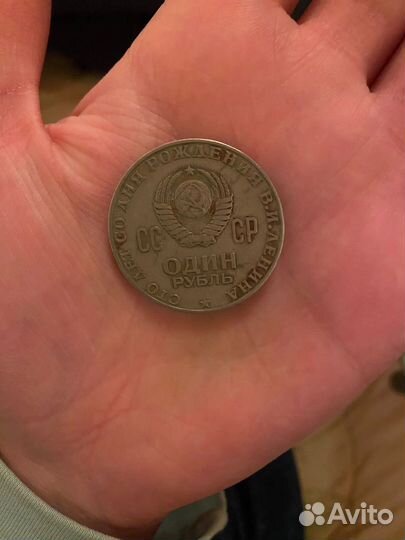 СТО ЛЕТ СО ДНЯ РОЖДЕНИЯ В.И.ЛЕНИНА
СС СР
ОДИН
РУБЛЬ
Avito